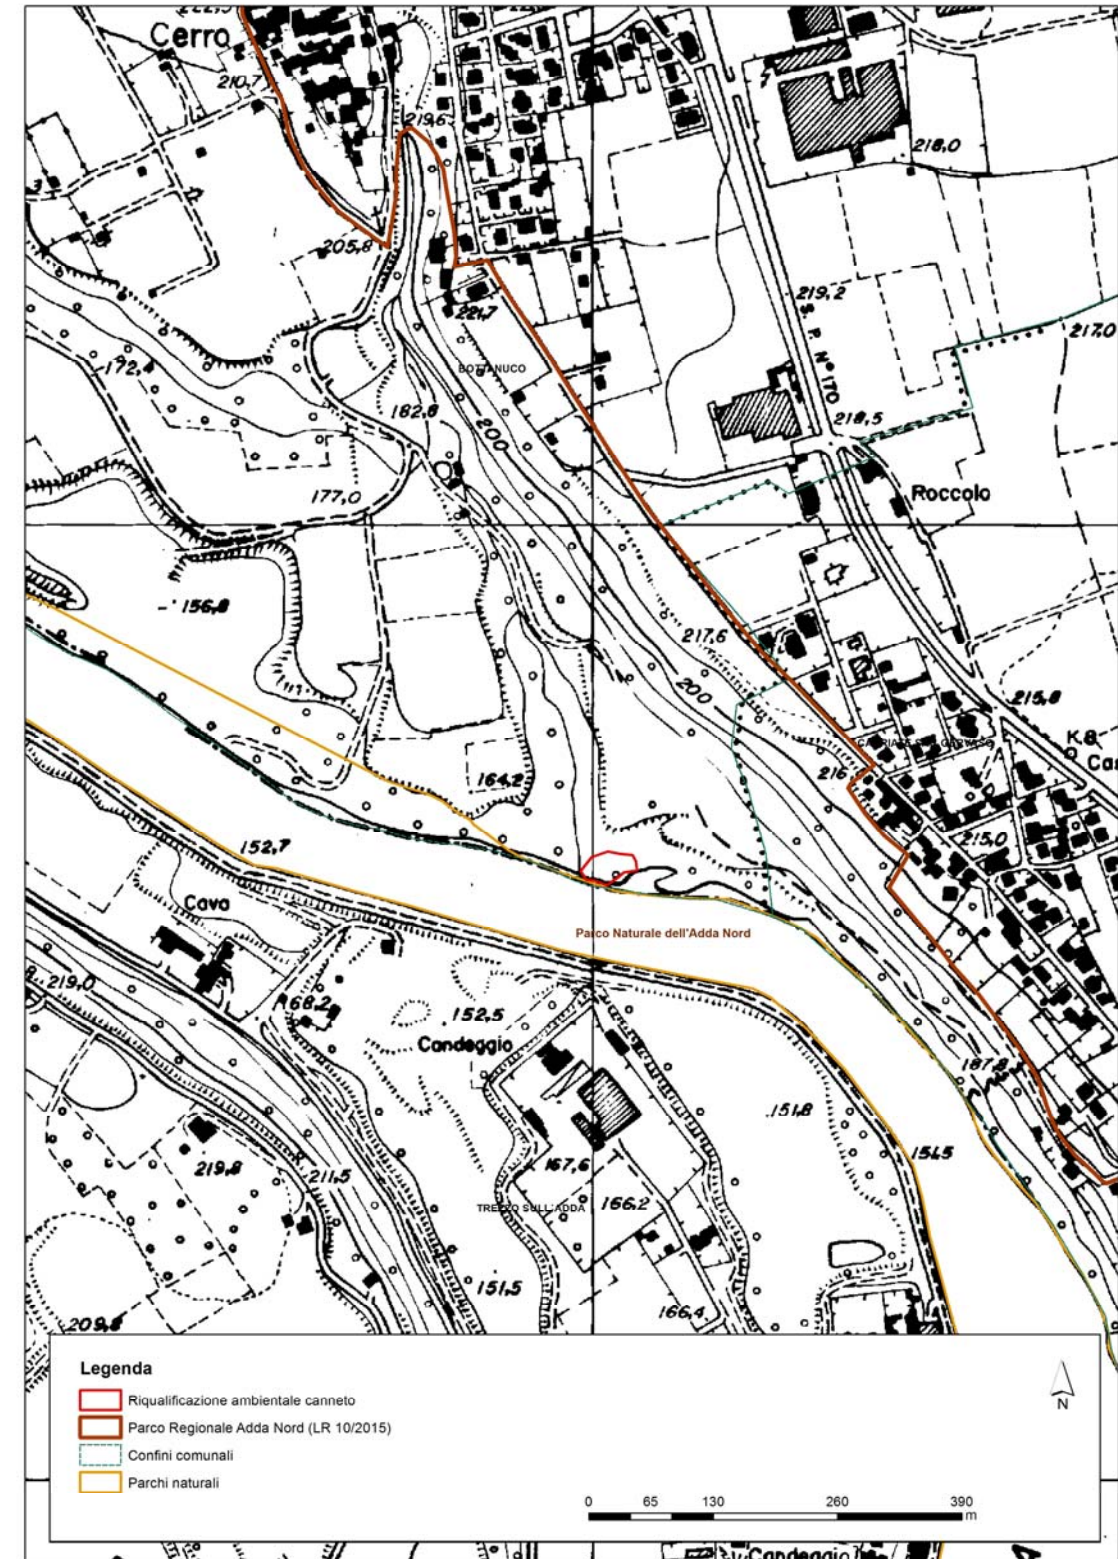 222,5
Cerro
210,7
219,6
218,0
205,8
219,2
221,7
217,0
S. P. N° 170
172,4
BOTTANUCO
182,8
200
218,5
177,0
Roccolo
156,8
217,6
200
215,8
K.8
216
164,2
215,0
152,7
Cava
Parco Naturale dell'Adda Nord
219,0
168,2
152,5
Candeggio
187,8
151,8
151,5
167,6
219,8
211,5
TREZZO SULL'ADDA
166,2
151,5
166,4
209,8
Legenda
Riqualificazione ambientale canneto
Parco Regionale Adda Nord (LR 10/2015)
Confini comunali
Parchi naturali
N
0 65 130 260 390
m
Candeggio